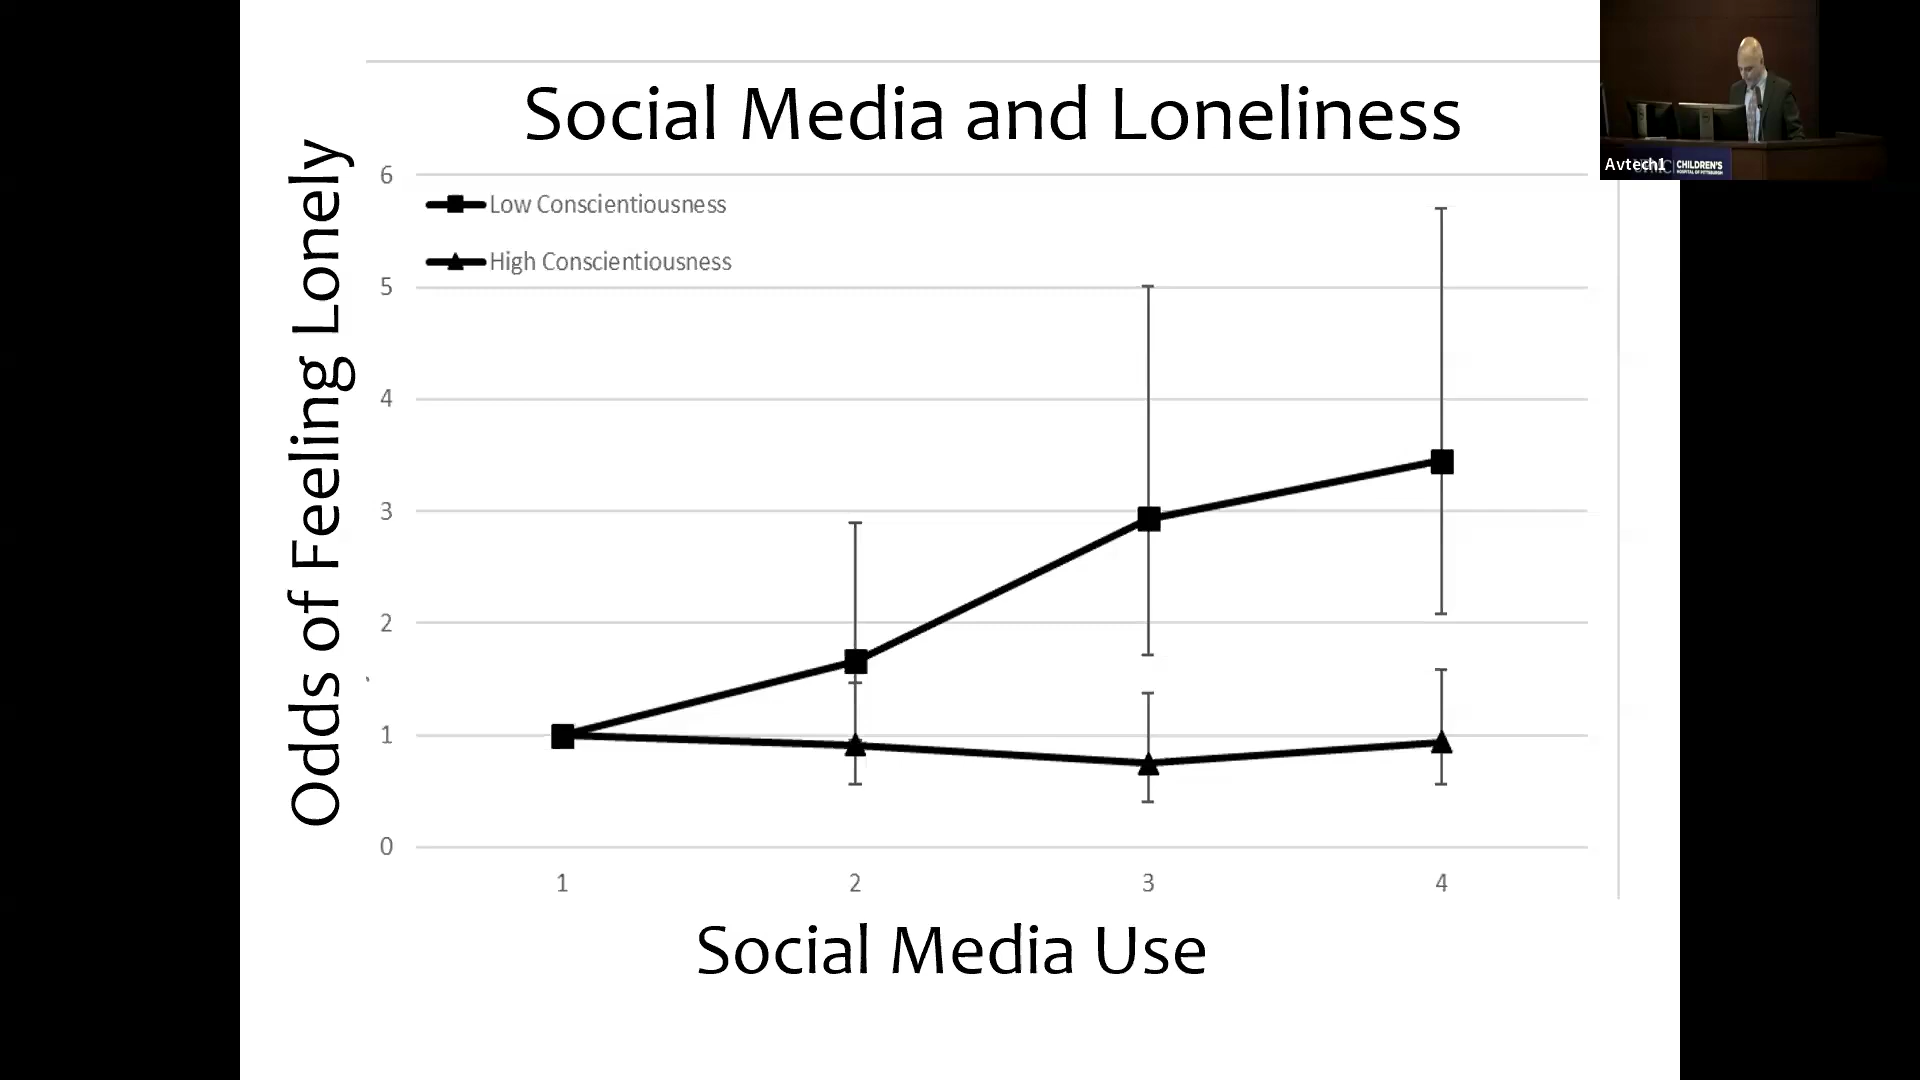 Social Media and Loneliness
Odds of Feeling Lonely
6
5
4
3
2
1
0
Low Conscientiousness
High Conscientiousness
1 2 3 4
Social Media Use
Avtech1
CHILDREN'S
HOSPITAL OF PITTSBURGH